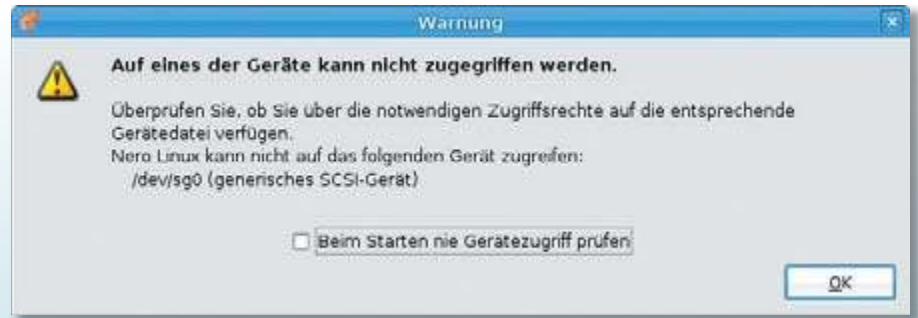 Warnung
Auf eines der Geräte kann nicht zugegriffen werden.
Überprüfen Sie, ob Sie über die notwendigen Zugriffsrechte auf die entsprechende
Gerätedatei verfügen.
Nero Linux kann nicht auf das folgenden Gerät zugreifen:
/dev/sg0 (generisches SCSI-Gerät)
Beim Starten nie Gerätezugriff prüfen
OK